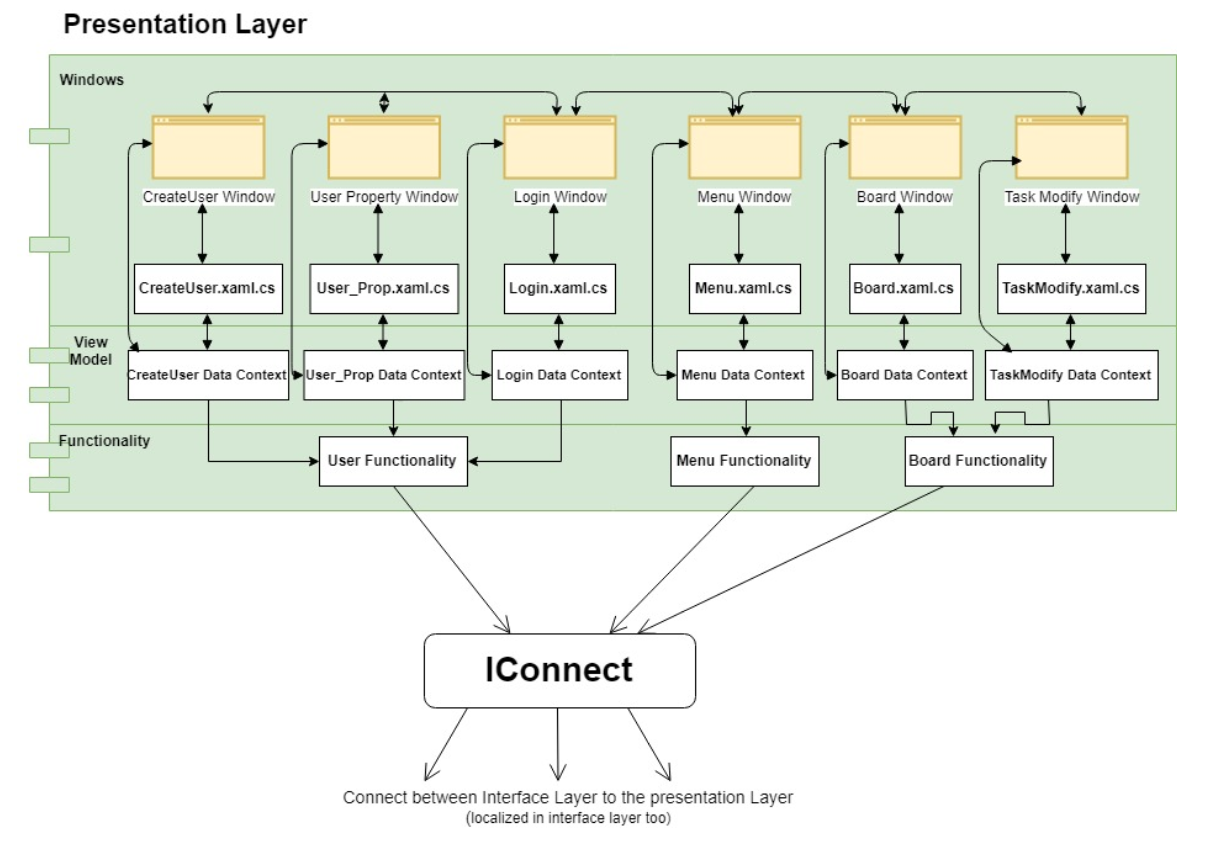 Presentation Layer
Windows
CreateUser Window
User Property Window
Login Window
Menu Window
Board Window
Task Modify Window
CreateUser.xaml.cs
User_Prop.xaml.cs
Login.xaml.cs
Menu.xaml.cs
Board.xaml.cs
TaskModify.xaml.cs
View
Model
CreateUser Data Context
User_Prop Data Context
Login Data Context
Menu Data Context
Board Data Context
TaskModify Data Context
Functionality
User Functionality
Menu Functionality
Board Functionality
IConnect
Connect between Interface Layer to the presentation Layer
(localized in interface layer too)